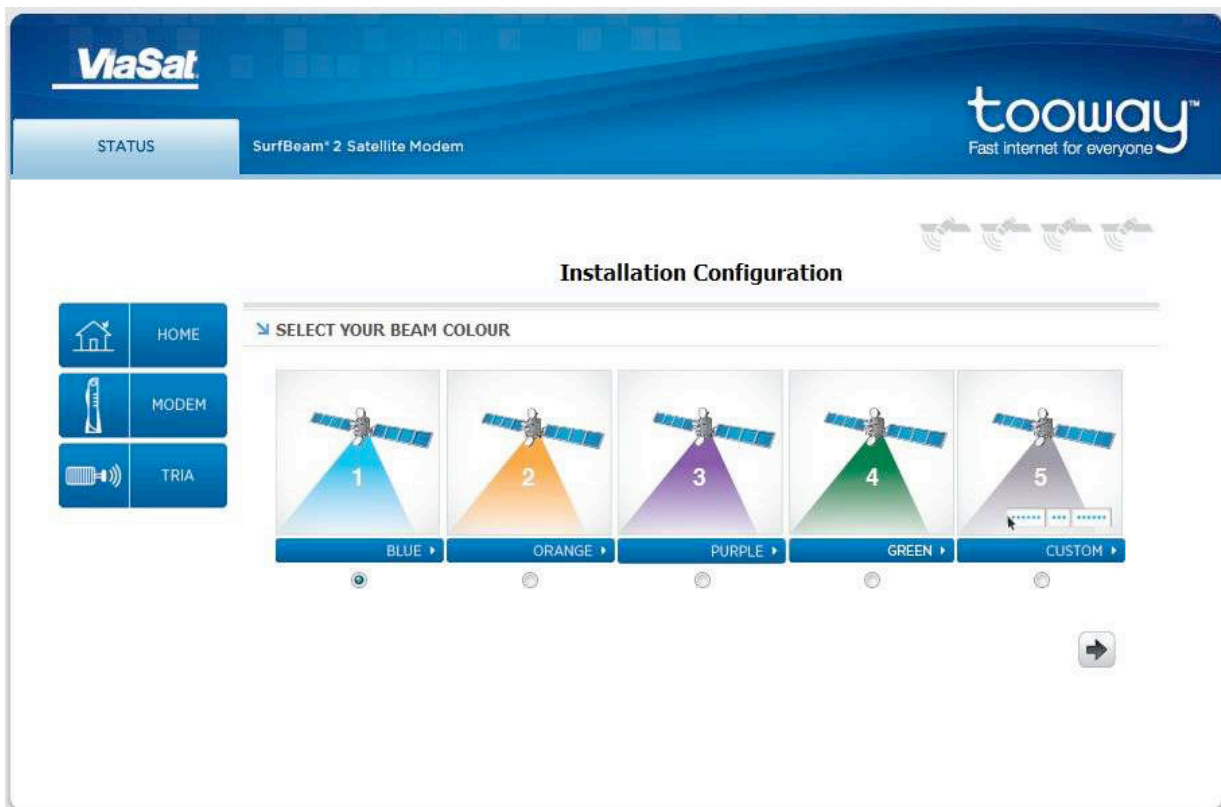 ViaSat
tooway™
Fast internet for everyone
STATUS
SurfBeam® 2 Satellite Modem
Installation Configuration
HOME
MODEM
TRIA
SELECT YOUR BEAM COLOUR
1
2
3
4
5
BLUE
ORANGE
PURPLE
GREEN
CUSTOM